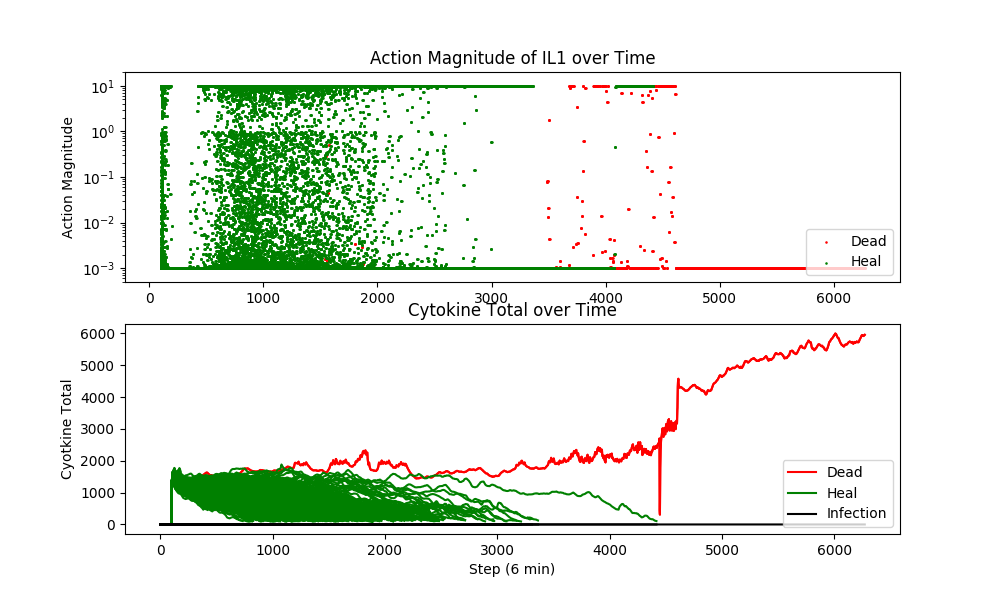 Action Magnitude of IL1 over Time
Action Magnitude
10¹
10⁰
10⁻¹
10⁻²
10⁻³
Dead
Heal
0 1000 2000 3000 4000 5000 6000
Cytokine Total over Time
Cyotkine Total
6000
5000
4000
3000
2000
1000
0
Dead
Heal
Infection
0 1000 2000 3000 4000 5000 6000
Step (6 min)